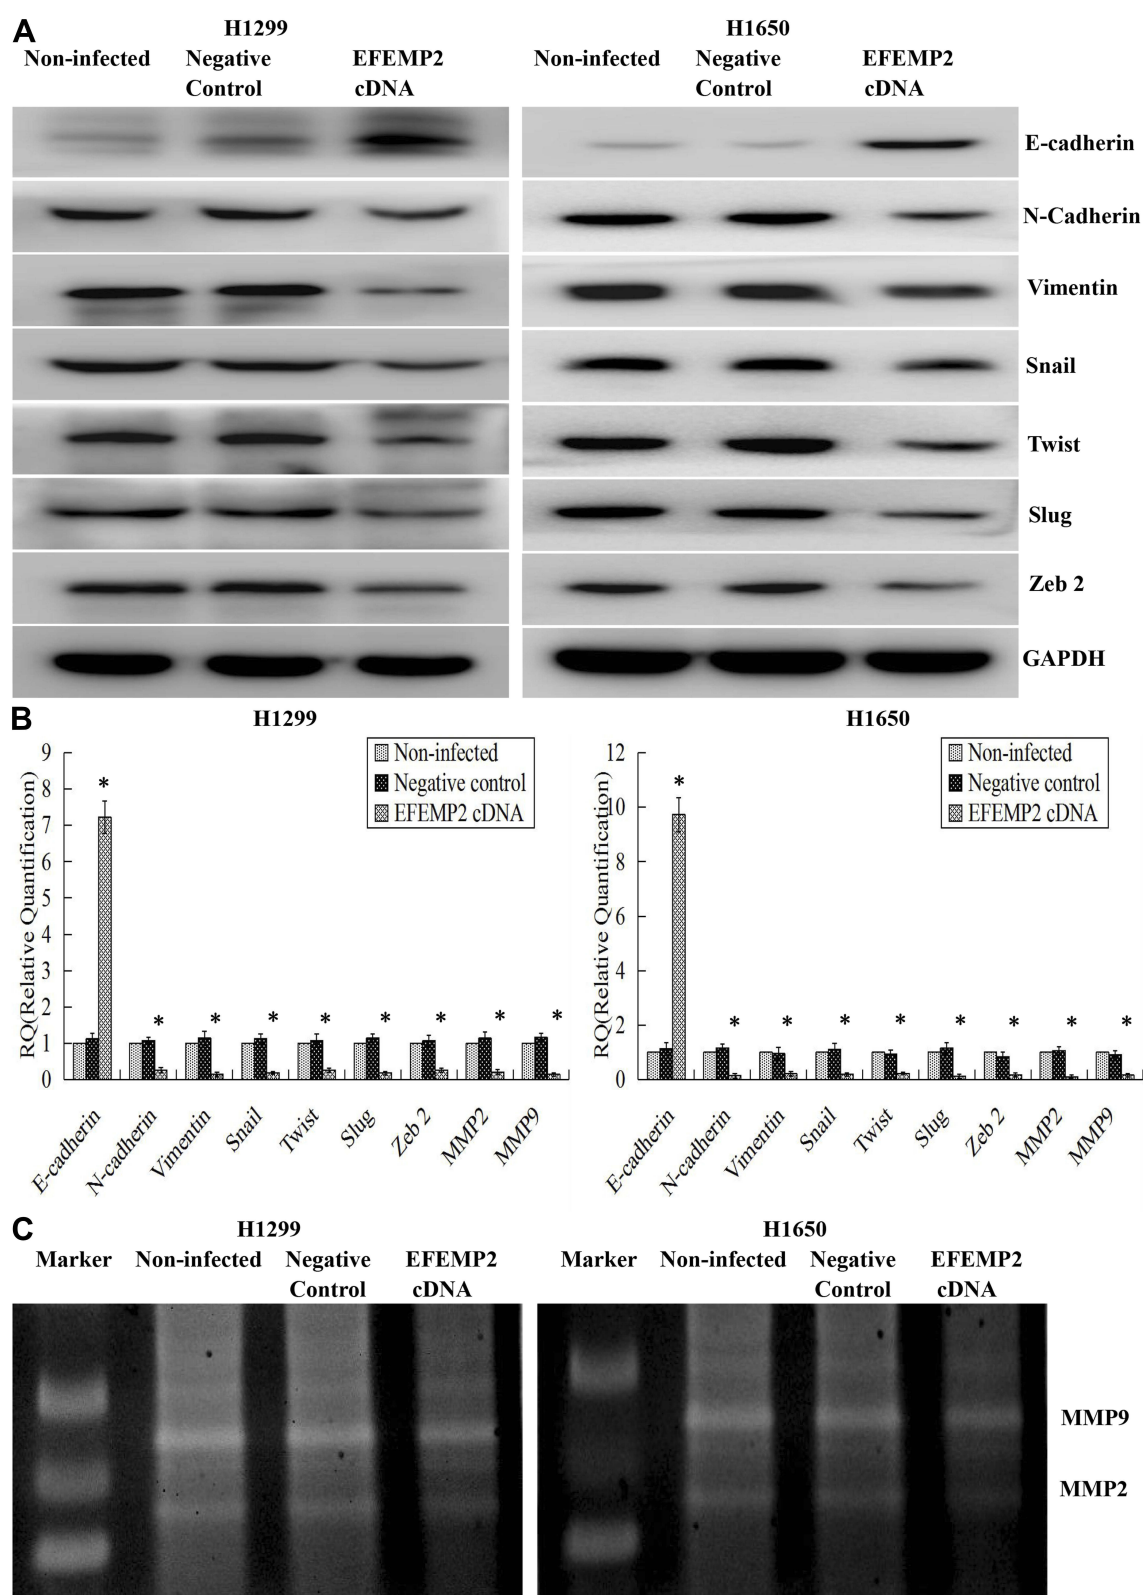 A
H1299
H1650
Non-infected
Negative
Control
EFEMP2
cDNA
Non-infected
Negative
Control
EFEMP2
cDNA
E-cadherin
N-Cadherin
Vimentin
Snail
Twist
Slug
Zeb 2
GAPDH
B
H1299
RQ(Relative Quantification)
9
8
7
6
5
4
3
2
1
0
Non-infected
Negative control
EFEMP2 cDNA
*
* * * * * * * *
E-cadherin
N-cadherin
Vimentin
Snail
Twist
Slug
Zeb 2
MMP2
MMP9
H1650
RQ(Relative Quantification)
12
10
8
6
4
2
0
Non-infected
Negative control
EFEMP2 cDNA
*
* * * * * * * *
E-cadherin
N-cadherin
Vimentin
Snail
Twist
Slug
Zeb 2
MMP2
MMP9
C
H1299
H1650
Marker
Non-infected
Negative
Control
EFEMP2
cDNA
Marker
Non-infected
Negative
Control
EFEMP2
cDNA
MMP9
MMP2